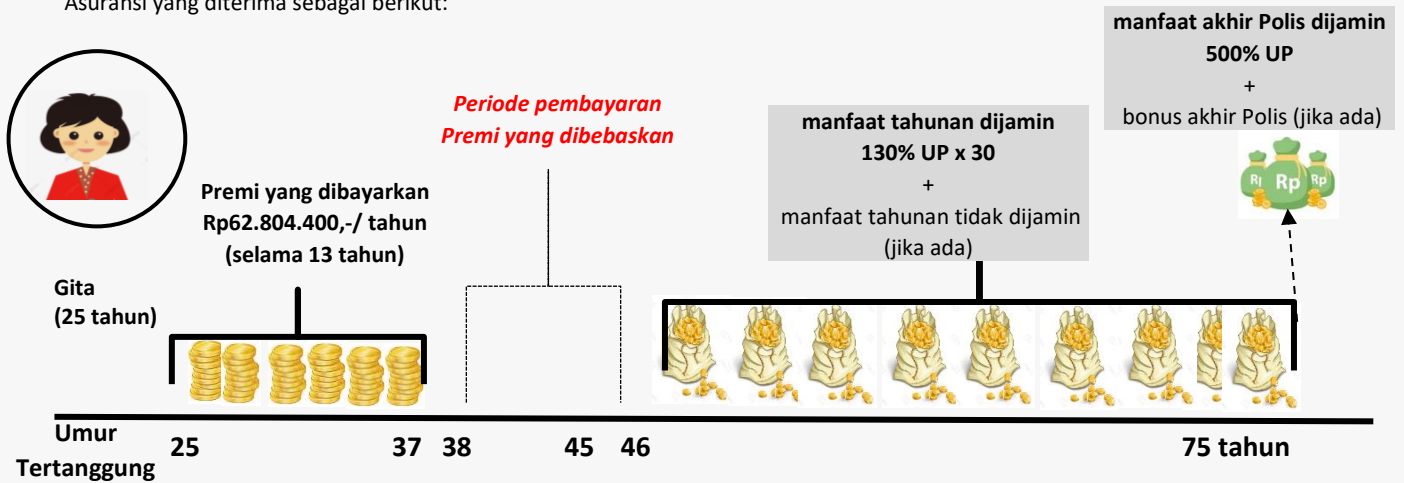 Asuransi yang diterima sebagai berikut:
manfaat akhir Polis dijamin
500% UP
+
bonus akhir Polis (jika ada)
Periode pembayaran
Premi yang dibebaskan
manfaat tahunan dijamin
130% UP x 30
+
manfaat tahunan tidak dijamin
(jika ada)
Premi yang dibayarkan
Rp62.804.400,-/ tahun
(selama 13 tahun)
Gita
(25 tahun)
Rp Rp Rp
Umur
Tertanggung
25 37 38 45 46 75 tahun